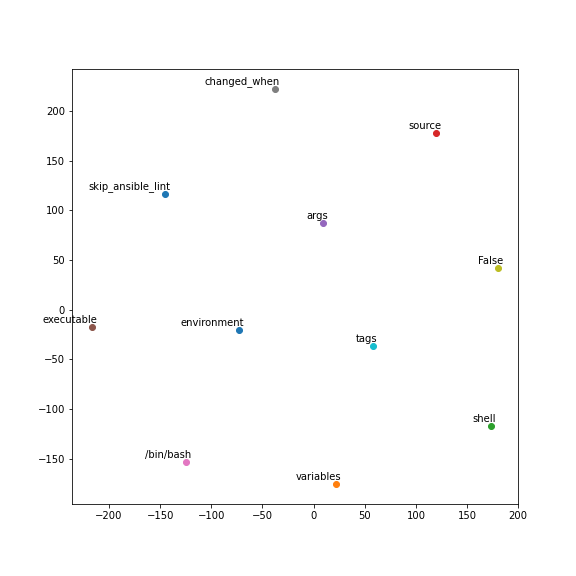 changed_when
200
source
150
skip_ansible_lint
100
args
50
False
0
executable
environment
tags
−50
−100
shell
/bin/bash
−150
variables
−200 −150 −100 −50 0 50 100 150 200